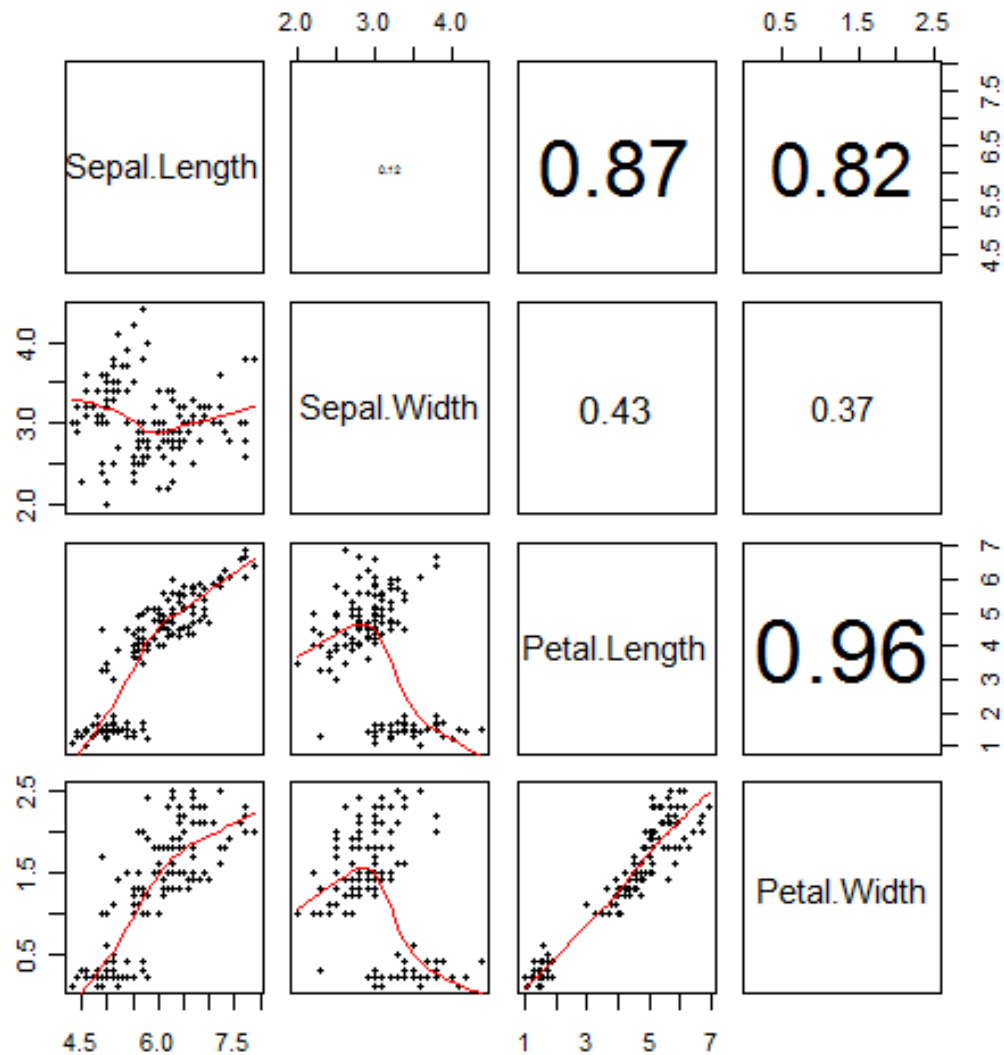 2.0 3.0 4.0 0.5 1.5 2.5
Sepal.Length 0.12 0.87 0.82
4.5 5.5 6.5 7.5
2.0 3.0 4.0
Sepal.Width 0.43 0.37
Petal.Length 0.96
1 2 3 4 5 6 7
0.5 1.5 2.5
Petal.Width
4.5 6.0 7.5 1 3 5 7